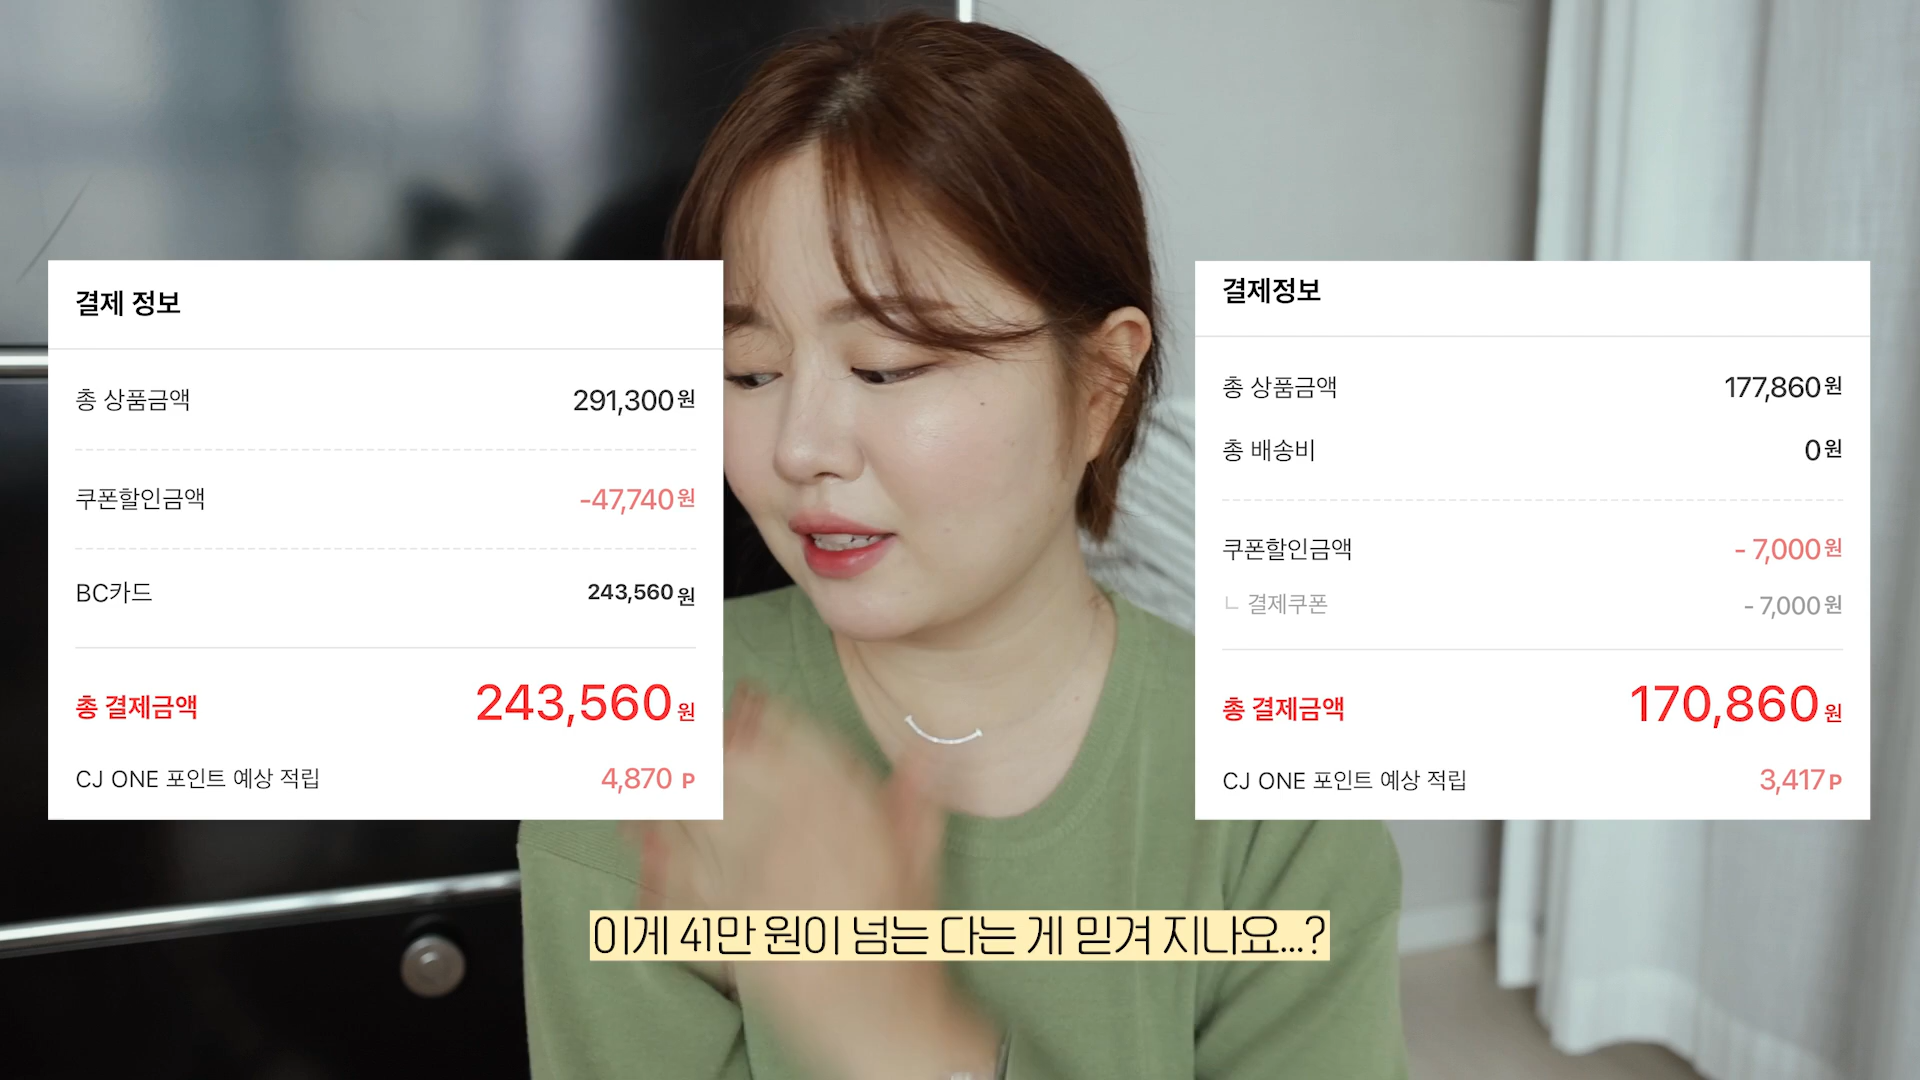 결제 정보
총 상품금액 291,300원
쿠폰할인금액 -47,740원
BC카드 243,560원
총 결제금액 243,560원
CJ ONE 포인트 예상 적립 4,870 P
결제정보
총 상품금액 177,860원
총 배송비 0원
쿠폰할인금액 - 7,000원
ㄴ 결제쿠폰 - 7,000원
총 결제금액 170,860원
CJ ONE 포인트 예상 적립 3,417P
이게 41만 원이 넘는 다는 게 믿겨 지나요...?